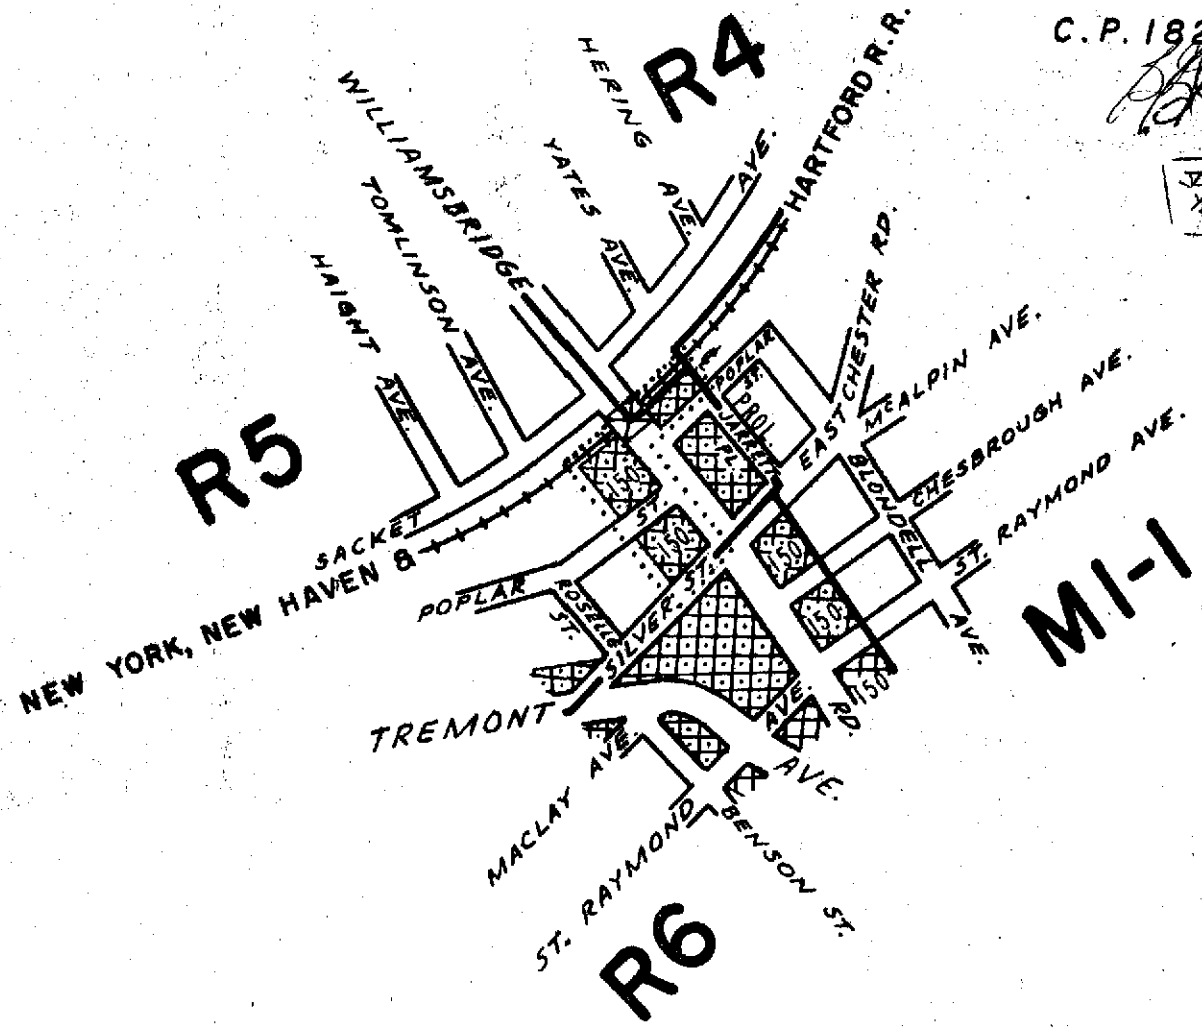 C.P. 182
R4
HERING AVE.
YATES AVE.
WILLIAMSBRIDGE
TOMLINSON AVE.
HAIGHT AVE.
AVE.
HARTFORD R.R.
R5
SACKET
NEW YORK, NEW HAVEN &
POPLAR ST.
PROL.
JARRETT PL.
EASTCHESTER RD.
McALPIN AVE.
CHESBROUGH AVE.
BLONDELL AVE.
ST. RAYMOND AVE.
M1-1
150
ST.
150
150
150
150
POPLAR
ROSELLE ST.
SILVER ST.
TREMONT
AVE.
RD.
AVE.
MACLAY AVE.
ST. RAYMOND
BENSON ST.
R6